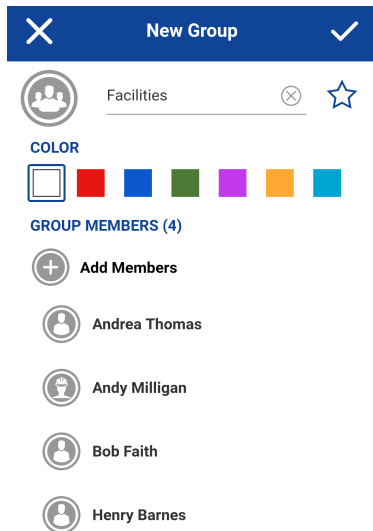 New Group
Facilities
COLOR
GROUP MEMBERS (4)
Add Members
Andrea Thomas
Andy Milligan
Bob Faith
Henry Barnes